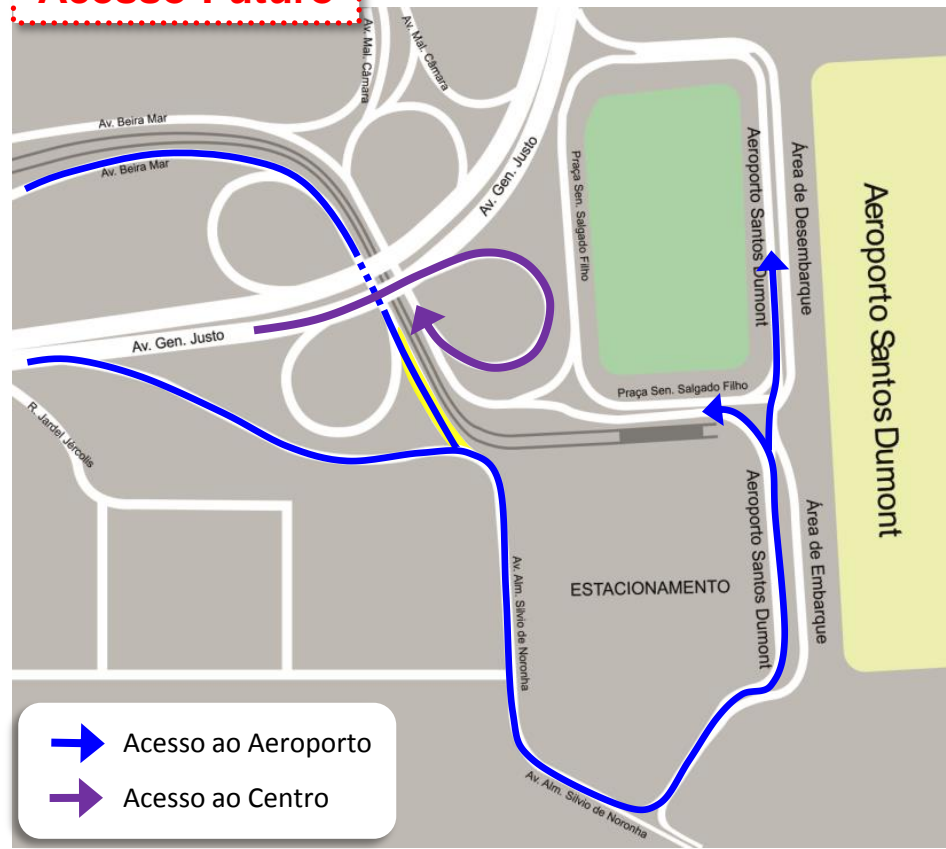 Acesso Futuro
Av. Mal. Câmara
Av. Mal. Câmara
Av. Beira Mar
Av. Beira Mar
Av. Gen. Justo
Praça Sen. Salgado Filho
Aeroporto Santos Dumont
Área de Desembarque
Aeroporto Santos Dumont
Av. Gen. Justo
Praça Sen. Salgado Filho
R. Jardel Jércolis
Aeroporto Santos Dumont
Área de Embarque
Av. Alm. Silvio de Noronha
ESTACIONAMENTO
Acesso ao Aeroporto
Acesso ao Centro
Av. Alm. Silvio de Noronha